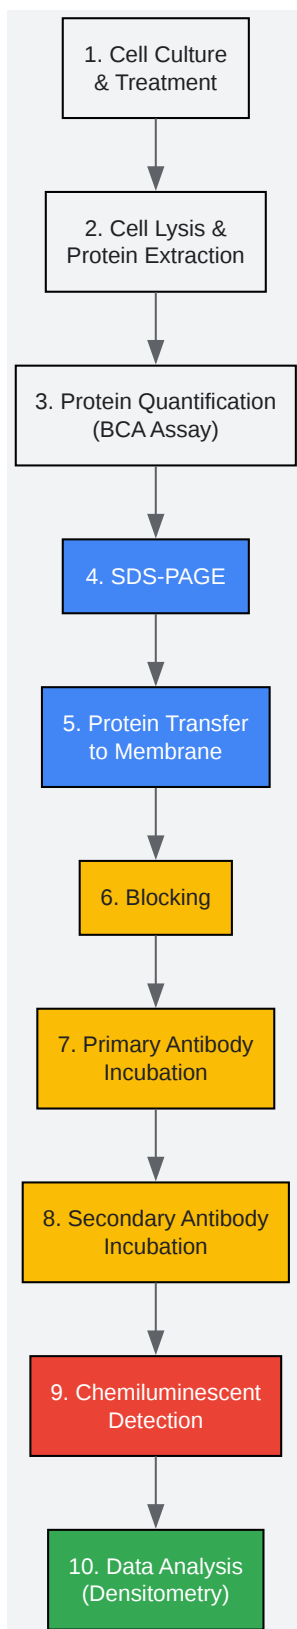 1. Cell Culture
& Treatment
2. Cell Lysis &
Protein Extraction
3. Protein Quantification
(BCA Assay)
4. SDS-PAGE
5. Protein Transfer
to Membrane
6. Blocking
7. Primary Antibody
Incubation
8. Secondary Antibody
Incubation
9. Chemiluminescent
Detection
10. Data Analysis
(Densitometry)